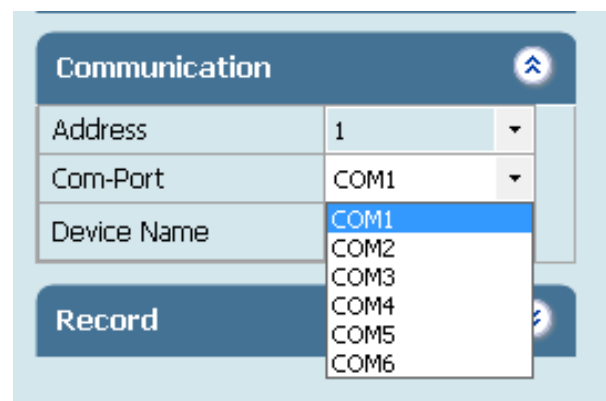 Communication
Address 1
Com-Port COM1
Device Name
COM1
COM2
COM3
COM4
COM5
COM6
Record